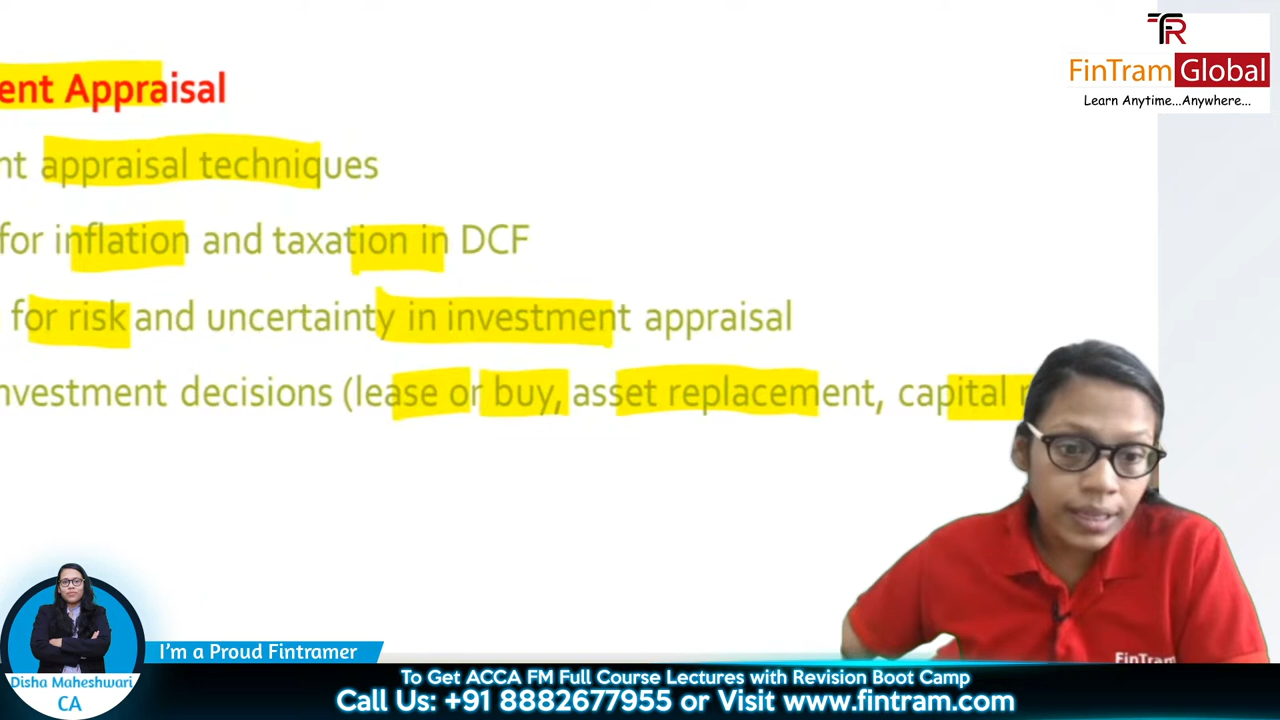 ent Appraisal
nt appraisal techniques
for inflation and taxation in DCF
for risk and uncertainty in investment appraisal
nvestment decisions (lease or buy, asset replacement, capital
FR
FinTram Global
Learn Anytime...Anywhere...
FinTram
I'm a Proud Fintramer
Disha Maheshwari
CA
To Get ACCA FM Full Course Lectures with Revision Boot Camp
Call Us: +91 8882677955 or Visit www.fintram.com